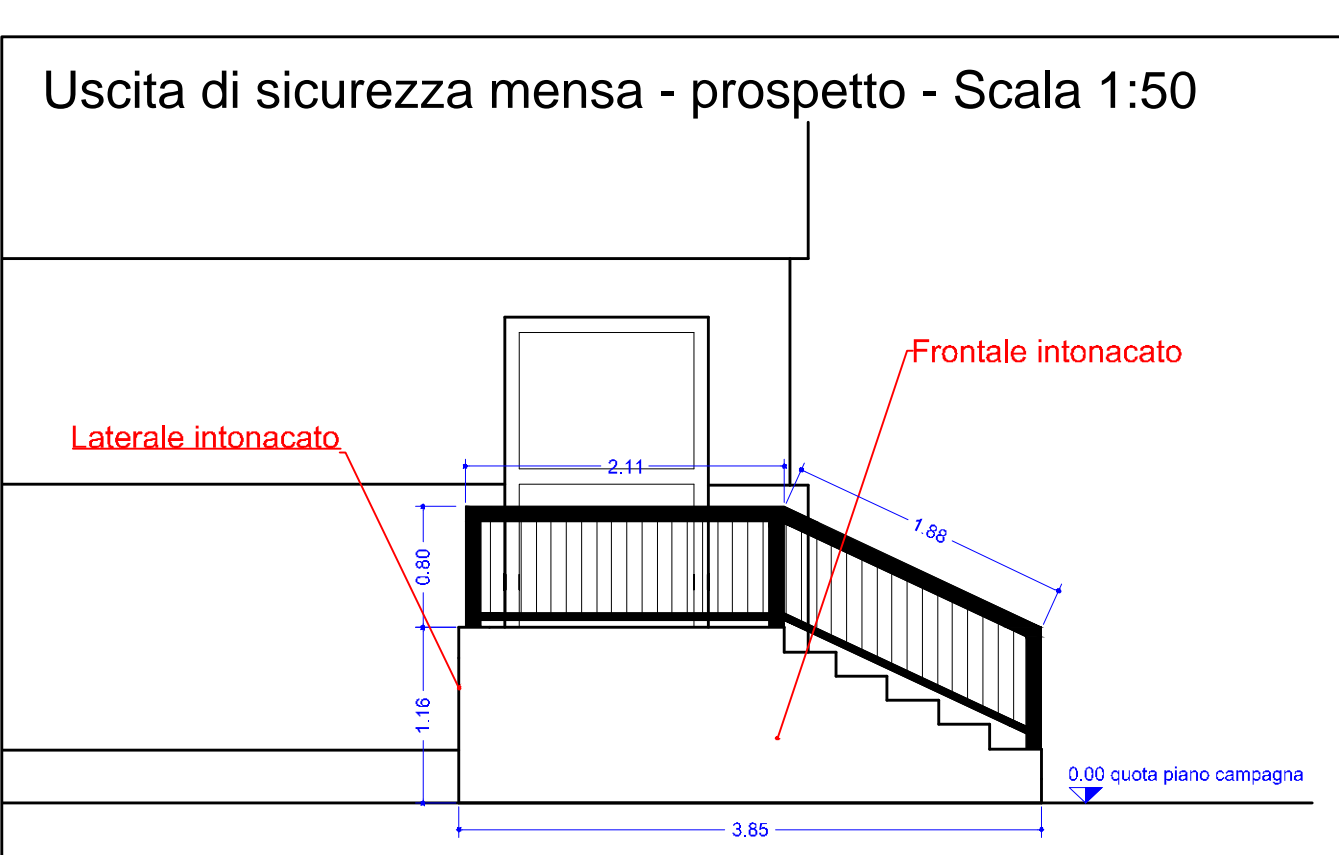 Uscita di sicurezza mensa - prospetto - Scala 1:50
Frontale intonacato
Laterale intonacato
2.11
1.88
0.80
1.16
0.00 quota piano campagna
3.85